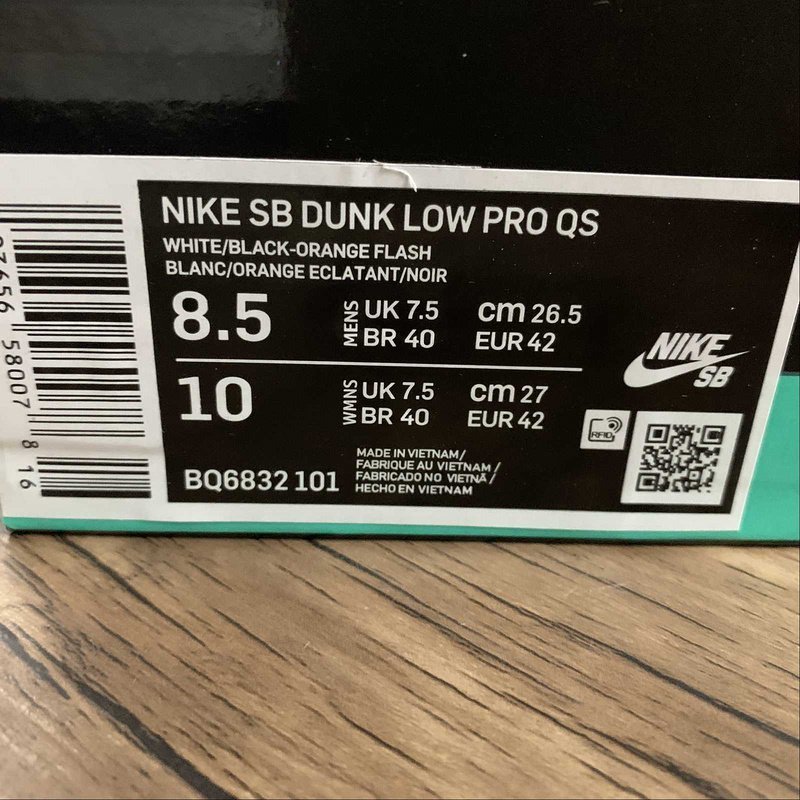 NIKE SB DUNK LOW PRO QS
WHITE/BLACK-ORANGE FLASH
BLANC/ORANGE ECLATANT/NOIR
8.5 MENS UK 7.5 cm 26.5
BR 40 EUR 42
10 WMNS UK 7.5 cm 27
BR 40 EUR 42
BQ6832 101
MADE IN VIETNAM/
FABRIQUE AU VIETNAM/
FABRICADO NO VIETNÃ/
HECHO EN VIETNAM
NIKE
SB
RFID
58007 8 16